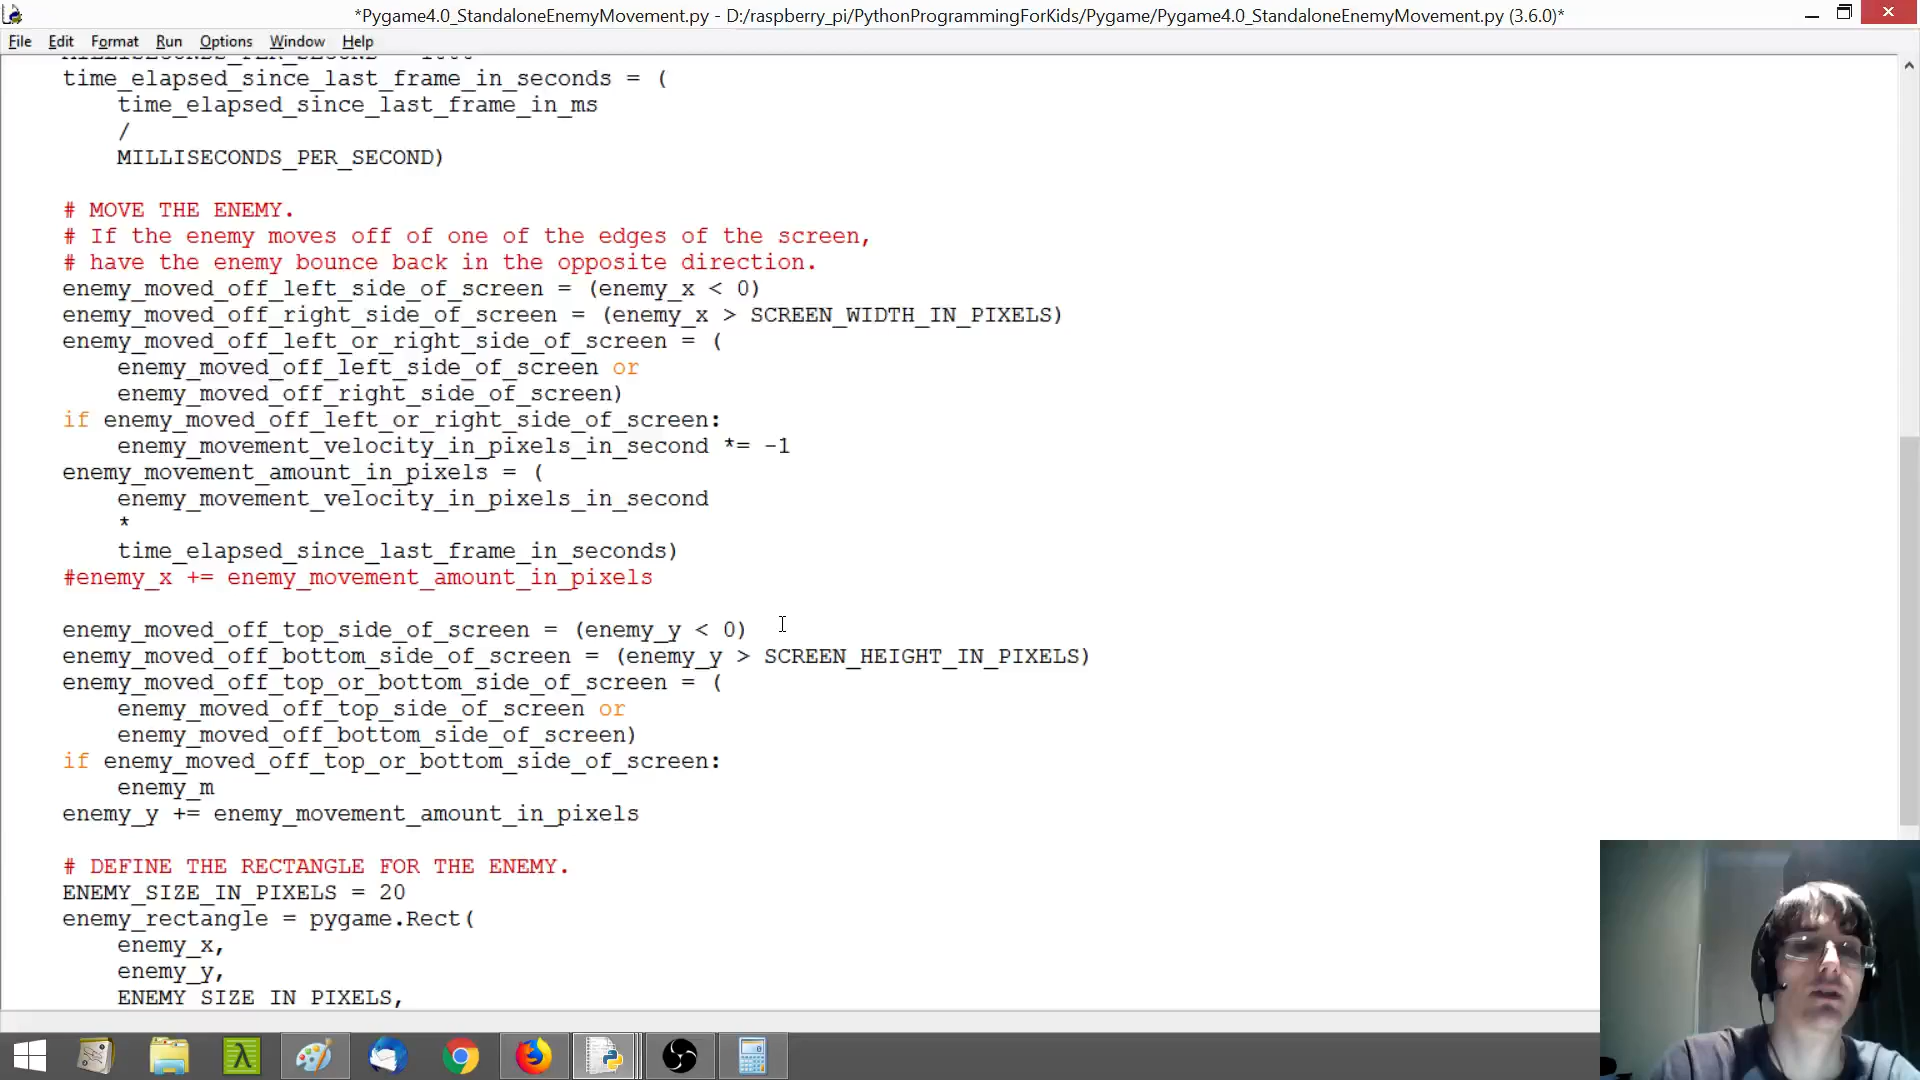 *Pygame4.0_StandaloneEnemyMovement.py - D:/raspberry_pi/PythonProgrammingForKids/Pygame/Pygame4.0_StandaloneEnemyMovement.py (3.6.0)*
File Edit Format Run Options Window Help
time_elapsed_since_last_frame_in_seconds = (
    time_elapsed_since_last_frame_in_ms
    /
    MILLISECONDS_PER_SECOND)
# MOVE THE ENEMY.
# If the enemy moves off of one of the edges of the screen,
# have the enemy bounce back in the opposite direction.
enemy_moved_off_left_side_of_screen = (enemy_x < 0)
enemy_moved_off_right_side_of_screen = (enemy_x > SCREEN_WIDTH_IN_PIXELS)
enemy_moved_off_left_or_right_side_of_screen = (
    enemy_moved_off_left_side_of_screen or
    enemy_moved_off_right_side_of_screen)
if enemy_moved_off_left_or_right_side_of_screen:
    enemy_movement_velocity_in_pixels_in_second *= -1
enemy_movement_amount_in_pixels = (
    enemy_movement_velocity_in_pixels_in_second
    *
    time_elapsed_since_last_frame_in_seconds)
#enemy_x += enemy_movement_amount_in_pixels
enemy_moved_off_top_side_of_screen = (enemy_y < 0)
enemy_moved_off_bottom_side_of_screen = (enemy_y > SCREEN_HEIGHT_IN_PIXELS)
enemy_moved_off_top_or_bottom_side_of_screen = (
    enemy_moved_off_top_side_of_screen or
    enemy_moved_off_bottom_side_of_screen)
if enemy_moved_off_top_or_bottom_side_of_screen:
    enemy_m
enemy_y += enemy_movement_amount_in_pixels
# DEFINE THE RECTANGLE FOR THE ENEMY.
ENEMY_SIZE_IN_PIXELS = 20
enemy_rectangle = pygame.Rect(
    enemy_x,
    enemy_y,
    ENEMY_SIZE_IN_PIXELS,